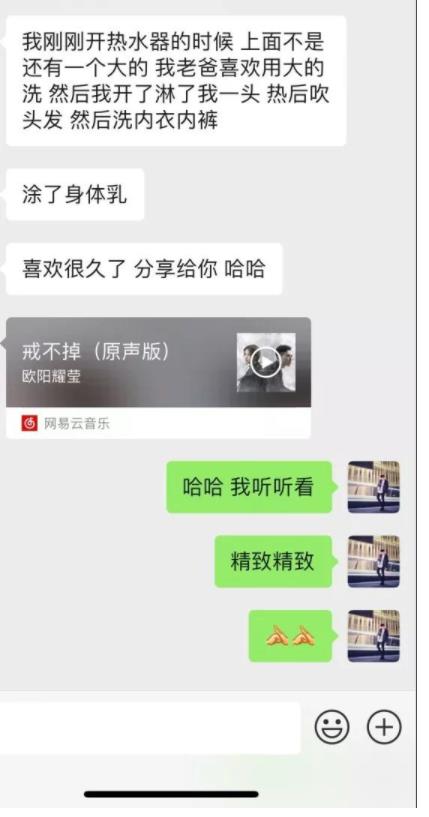 我刚刚开热水器的时候 上面不是
还有一个大的 我老爸喜欢用大的
洗 然后我开了淋了我一头 热后吹
头发 然后洗内衣内裤
涂了身体乳
喜欢很久了 分享给你 哈哈
戒不掉（原声版）
欧阳耀莹
网易云音乐
哈哈 我听听看
精致精致